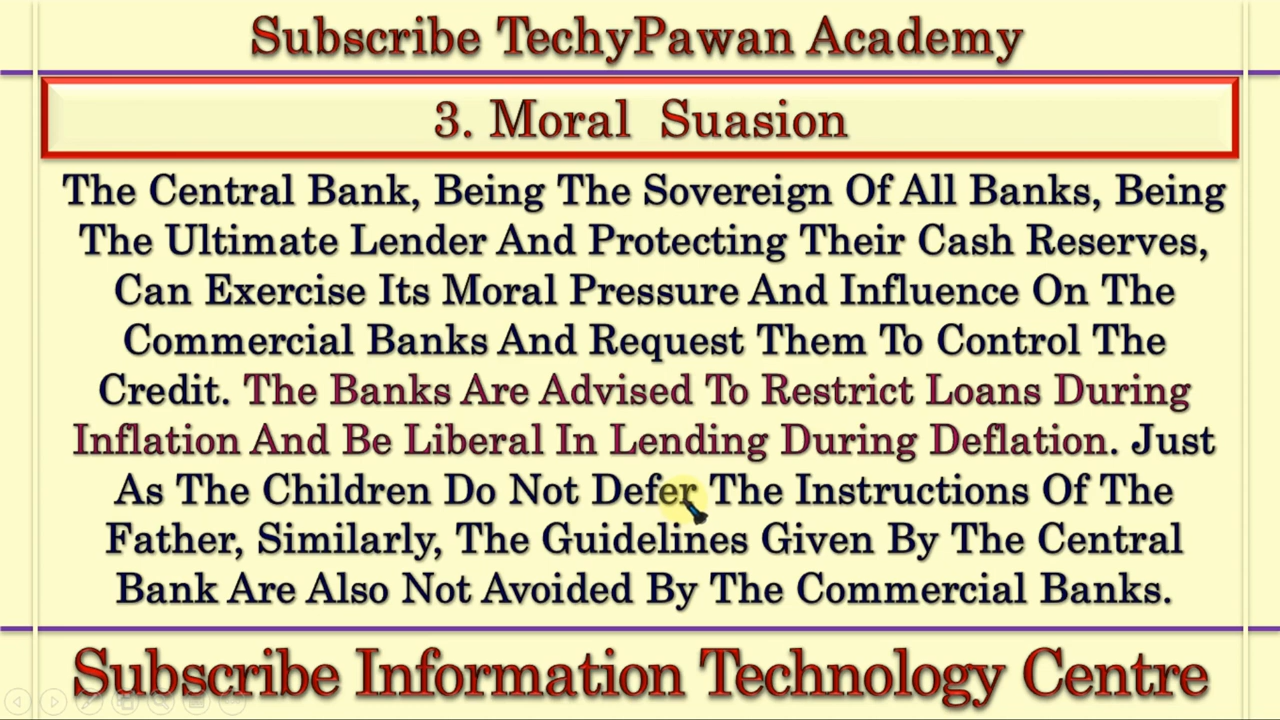 Subscribe TechyPawan Academy
3. Moral Suasion
The Central Bank, Being The Sovereign Of All Banks, Being
The Ultimate Lender And Protecting Their Cash Reserves,
Can Exercise Its Moral Pressure And Influence On The
Commercial Banks And Request Them To Control The
Credit. The Banks Are Advised To Restrict Loans During
Inflation And Be Liberal In Lending During Deflation. Just
As The Children Do Not Defer The Instructions Of The
Father, Similarly, The Guidelines Given By The Central
Bank Are Also Not Avoided By The Commercial Banks.
Subscribe Information Technology Centre